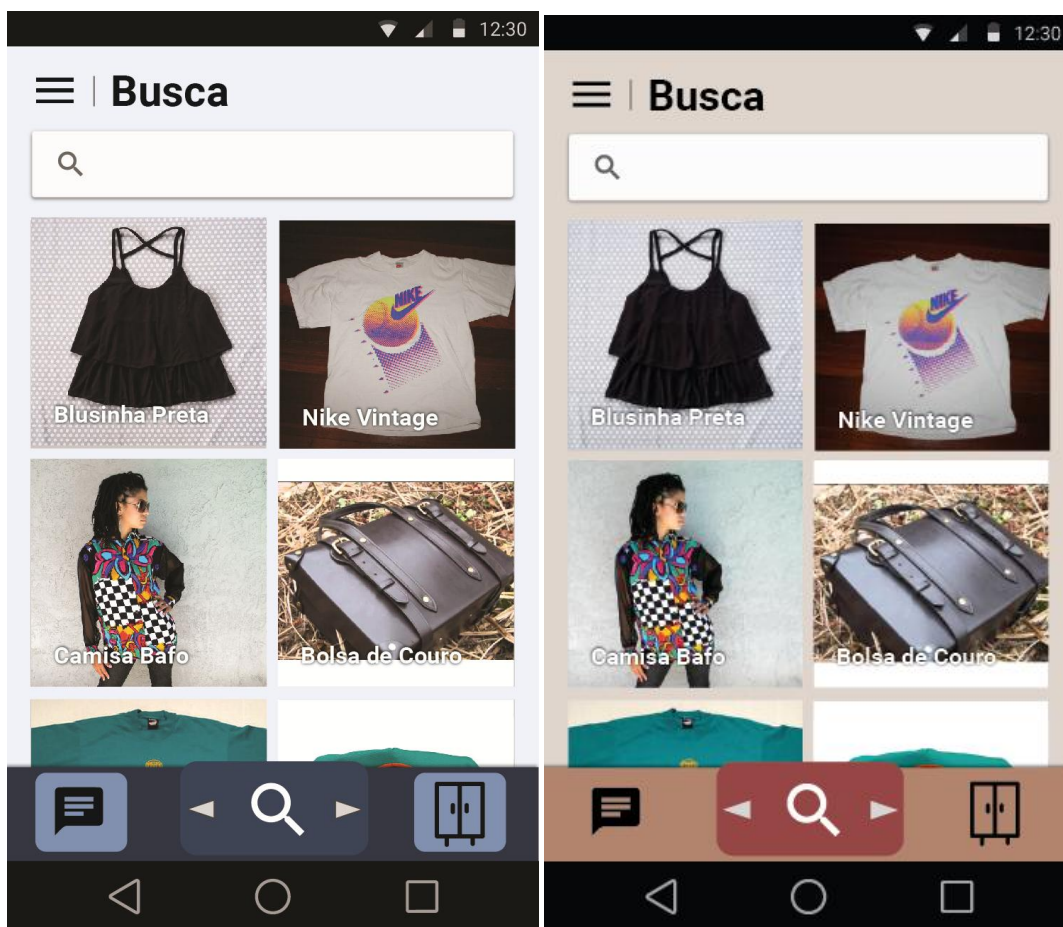 12:30
Busca
NIKE
Blusinha Preta
Nike Vintage
Camisa Bafo
Bolsa de Couro
12:30
Busca
NIKE
Blusinha Preta
Nike Vintage
Camisa Bafo
Bolsa de Couro